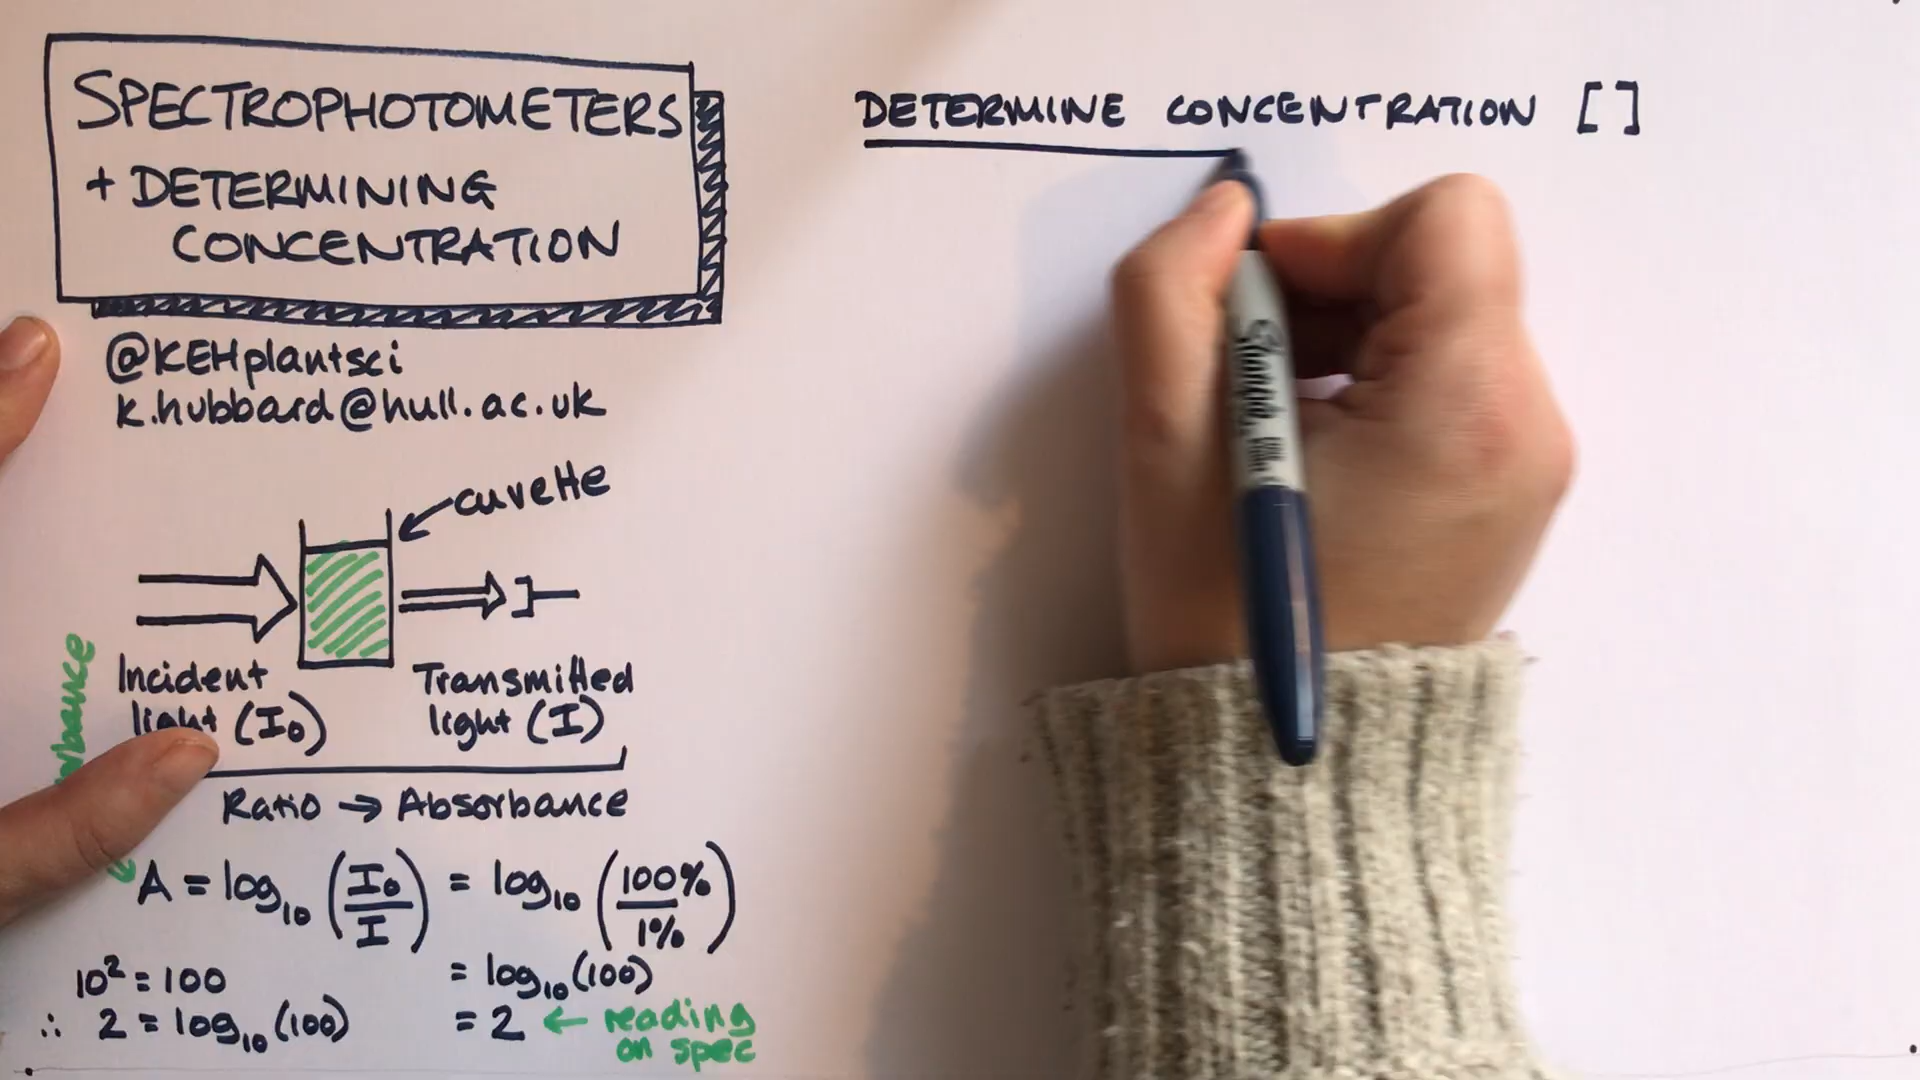 SPECTROPHOTOMETERS
+ DETERMINING
CONCENTRATION
@KEHplantsci
k.hubbard@hull.ac.uk
cuvette
Incident
light (I₀)
Transmitted
light (I)
Ratio → Absorbance
A = log₁₀ (I₀/I) = log₁₀ (100%/1%)
10² = 100
= log₁₀(100)
∴ 2 = log₁₀(100)
= 2 ← reading
on spec
DETERMINE CONCENTRATION []
Sharpie